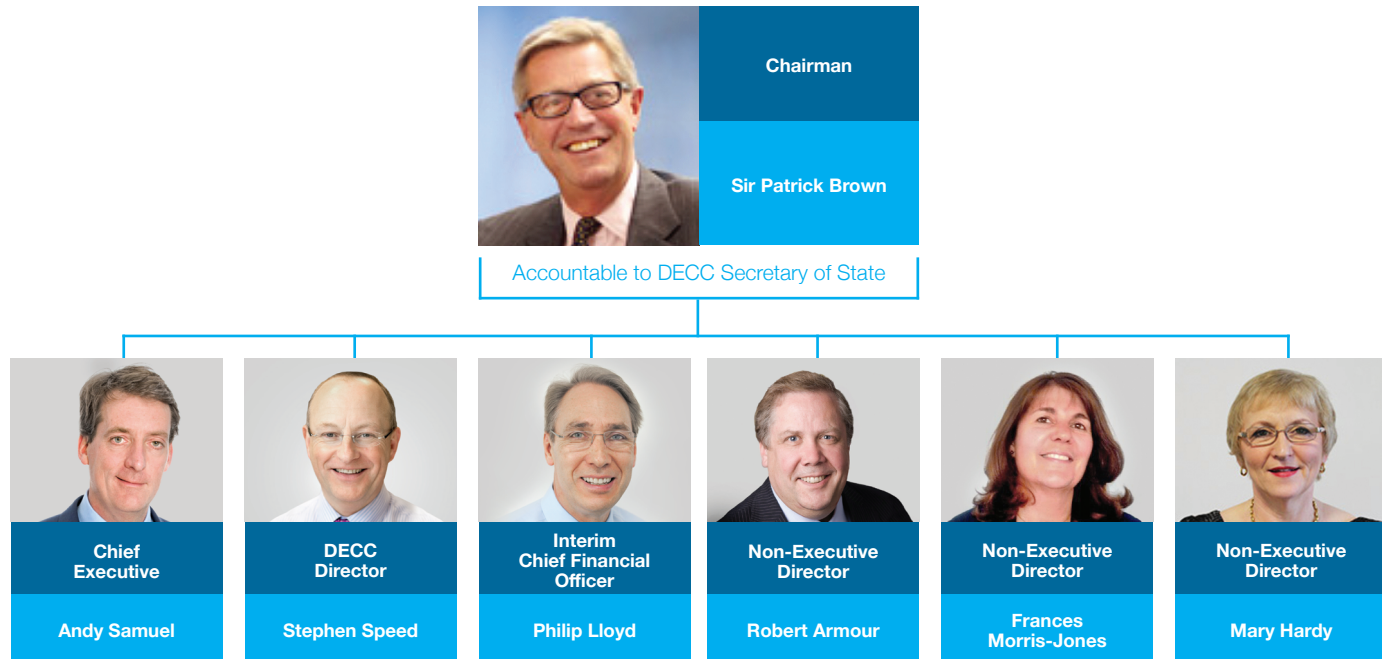 Chairman
Sir Patrick Brown
Accountable to DECC Secretary of State
Chief
Executive
Andy Samuel
DECC
Director
Stephen Speed
Interim
Chief Financial
Officer
Philip Lloyd
Non-Executive
Director
Robert Armour
Non-Executive
Director
Frances
Morris-Jones
Non-Executive
Director
Mary Hardy